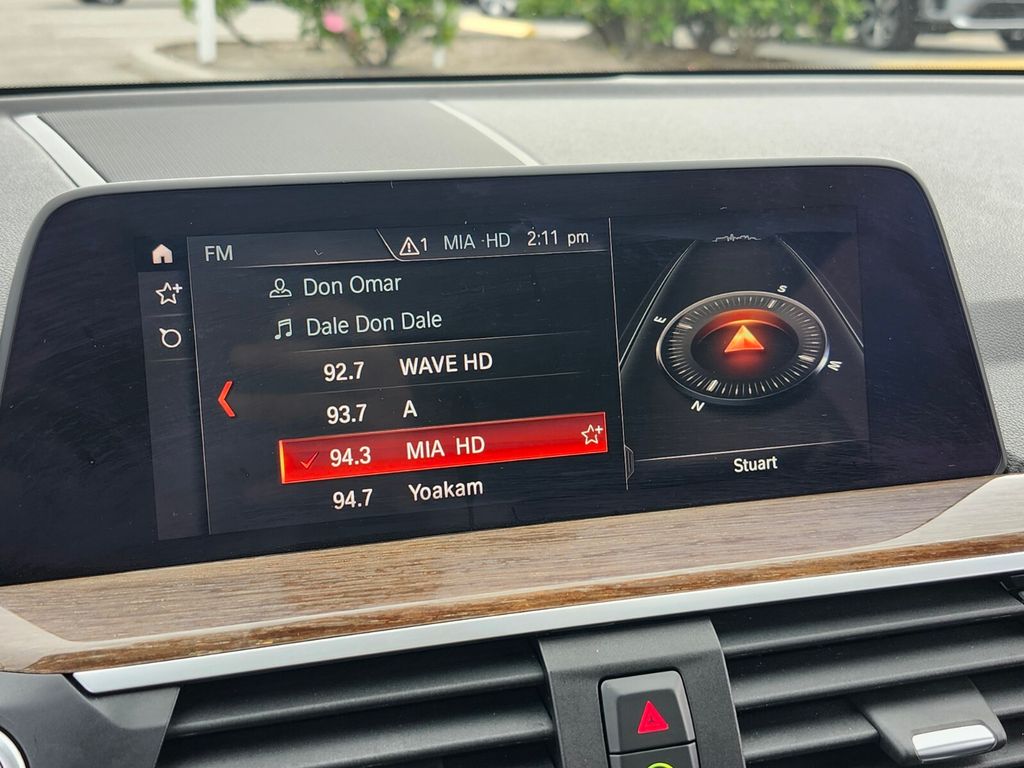 FM
1 MIA ·HD 2:11 pm
Don Omar
Dale Don Dale
92.7 WAVE HD
93.7 A
94.3 MIA HD
94.7 Yoakam
S
E
W
N
Stuart